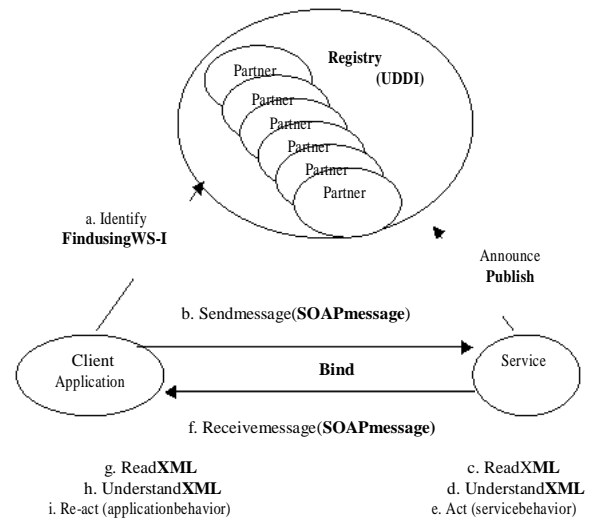 Registry
(UDDI)
Partner
Partner
Partner
Partner
Partner
Partner
a. Identify
FindusingWS-I
Announce
Publish
b. Sendmessage(SOAPmessage)
Client
Application
Bind
Service
f. Receivemessage(SOAPmessage)
g. ReadXML
h. UnderstandXML
i. Re-act (applicationbehavior)
c. ReadXML
d. UnderstandXML
e. Act (servicebehavior)